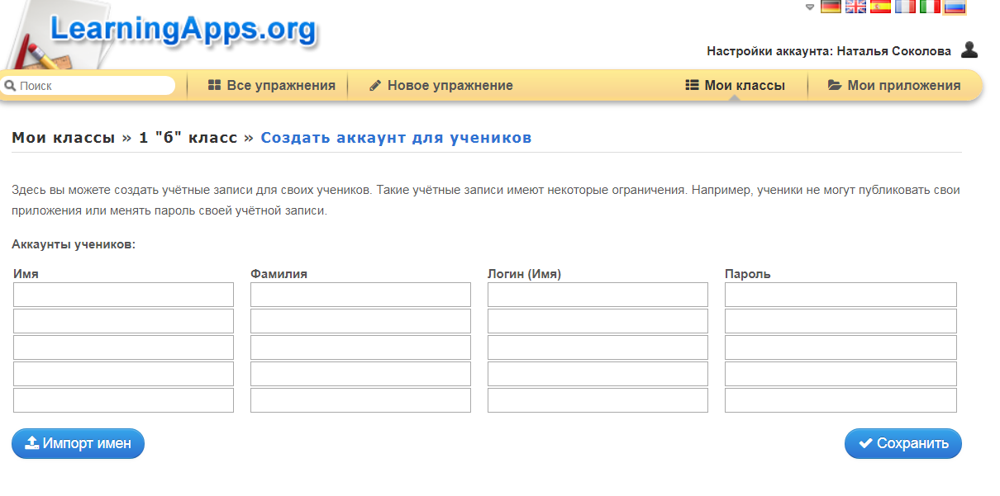 LearningApps.org
Настройки аккаунта: Наталья Соколова
Поиск
Все упражнения
Новое упражнение
Мои классы
Мои приложения
Мои классы » 1 "б" класс » Создать аккаунт для учеников
Здесь вы можете создать учётные записи для своих учеников. Такие учётные записи имеют некоторые ограничения. Например, ученики не могут публиковать свои
приложения или менять пароль своей учётной записи.
Аккаунты учеников:
Имя
Фамилия
Логин (Имя)
Пароль
Импорт имен
Сохранить